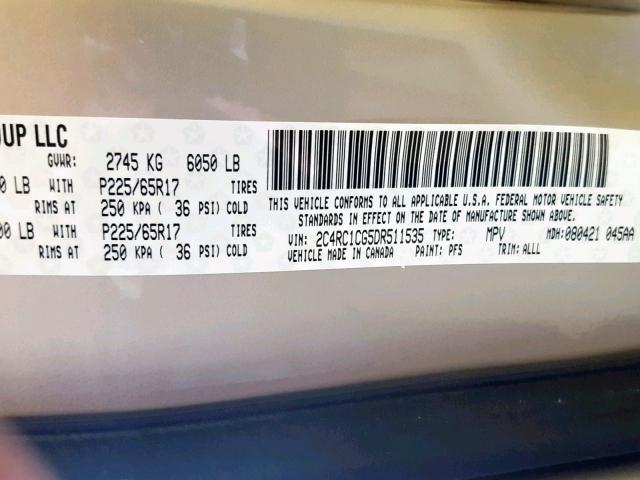 OUP LLC
GVWR: 2745 KG 6050 LB
0 LB WITH P225/65R17 TIRES
RIMS AT 250 KPA ( 36 PSI) COLD
00 LB WITH P225/65R17 TIRES
RIMS AT 250 KPA ( 36 PSI) COLD
THIS VEHICLE CONFORMS TO ALL APPLICABLE U.S.A. FEDERAL MOTOR VEHICLE SAFETY
STANDARDS IN EFFECT ON THE DATE OF MANUFACTURE SHOWN ABOVE.
VIN: 2C4RC1CG5DR511535 TYPE: MPV MDH: 080421 045AA
VEHICLE MADE IN CANADA PAINT: PFS TRIM: ALLL